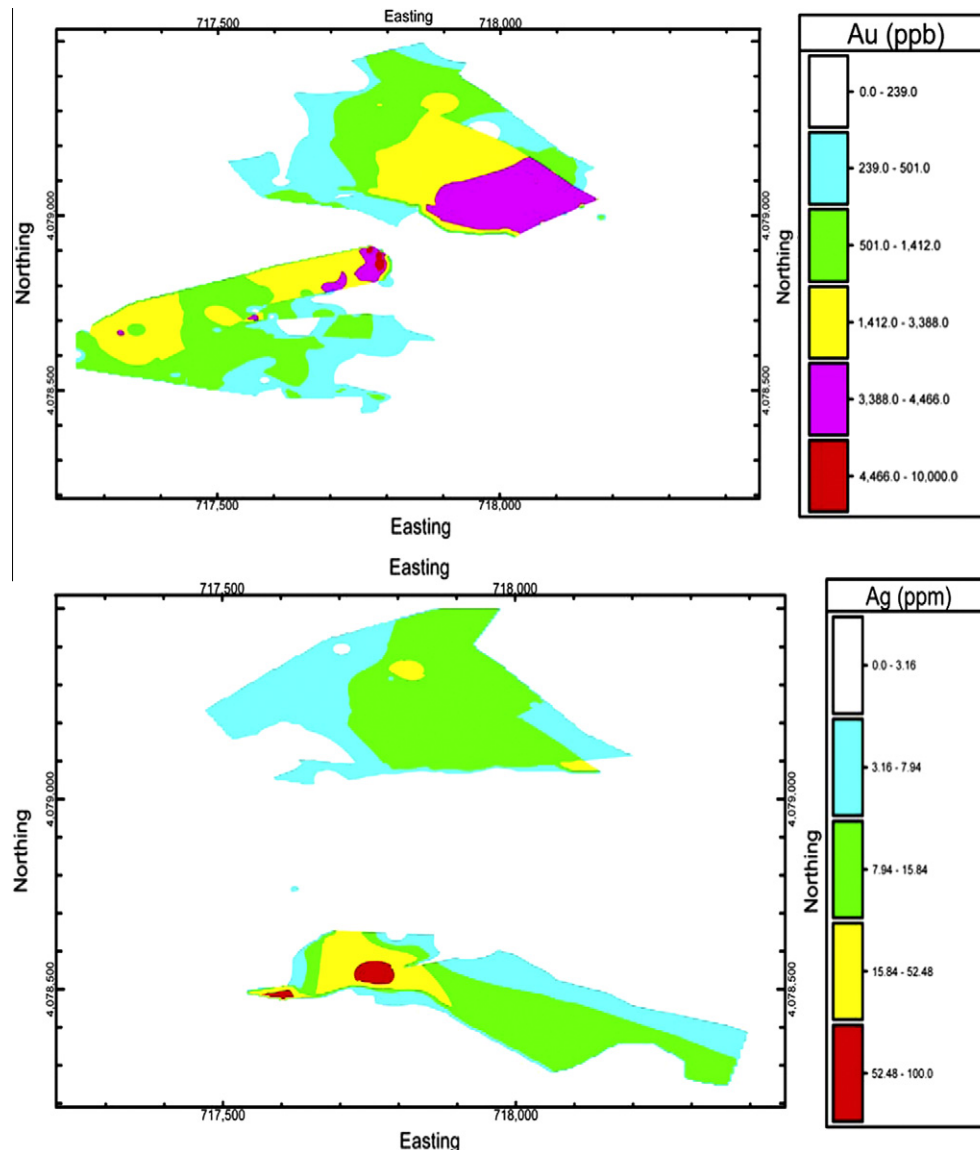 Easting
717,500
718,000
Au (ppb)
0.0 - 239.0
239.0 - 501.0
501.0 - 1,412.0
1,412.0 - 3,388.0
3,388.0 - 4,466.0
4,466.0 - 10,000.0
Northing
4,079,000
4,078,500
4,079,000
4,078,500
Northing
717,500
718,000
Easting
Easting
717,500
718,000
Ag (ppm)
0.0 - 3.16
3.16 - 7.94
7.94 - 15.84
15.84 - 52.48
52.48 - 100.0
Northing
4,079,000
4,078,500
4,079,000
4,078,500
Northing
717,500
718,000
Easting